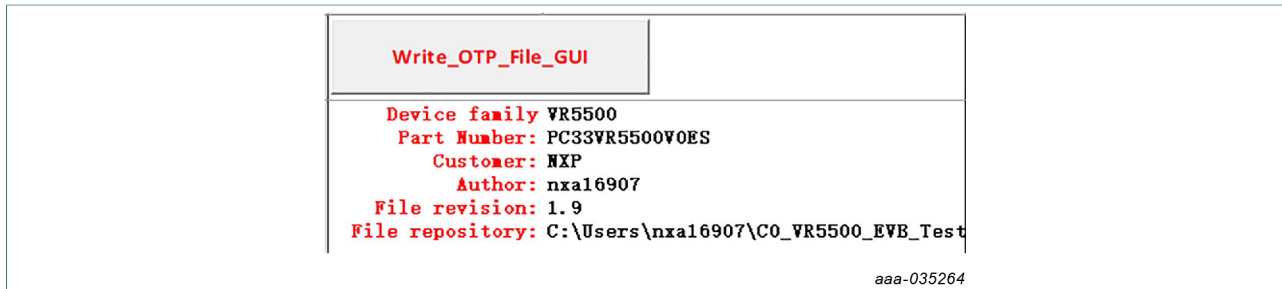 Write_OTP_File_GUI
Device family VR5500
Part Number: PC33VR5500V0ES
Customer: NXP
Author: nxa16907
File revision: 1.9
File repository: C:\Users\nxa16907\C0_VR5500_EVB_Test
aaa-035264